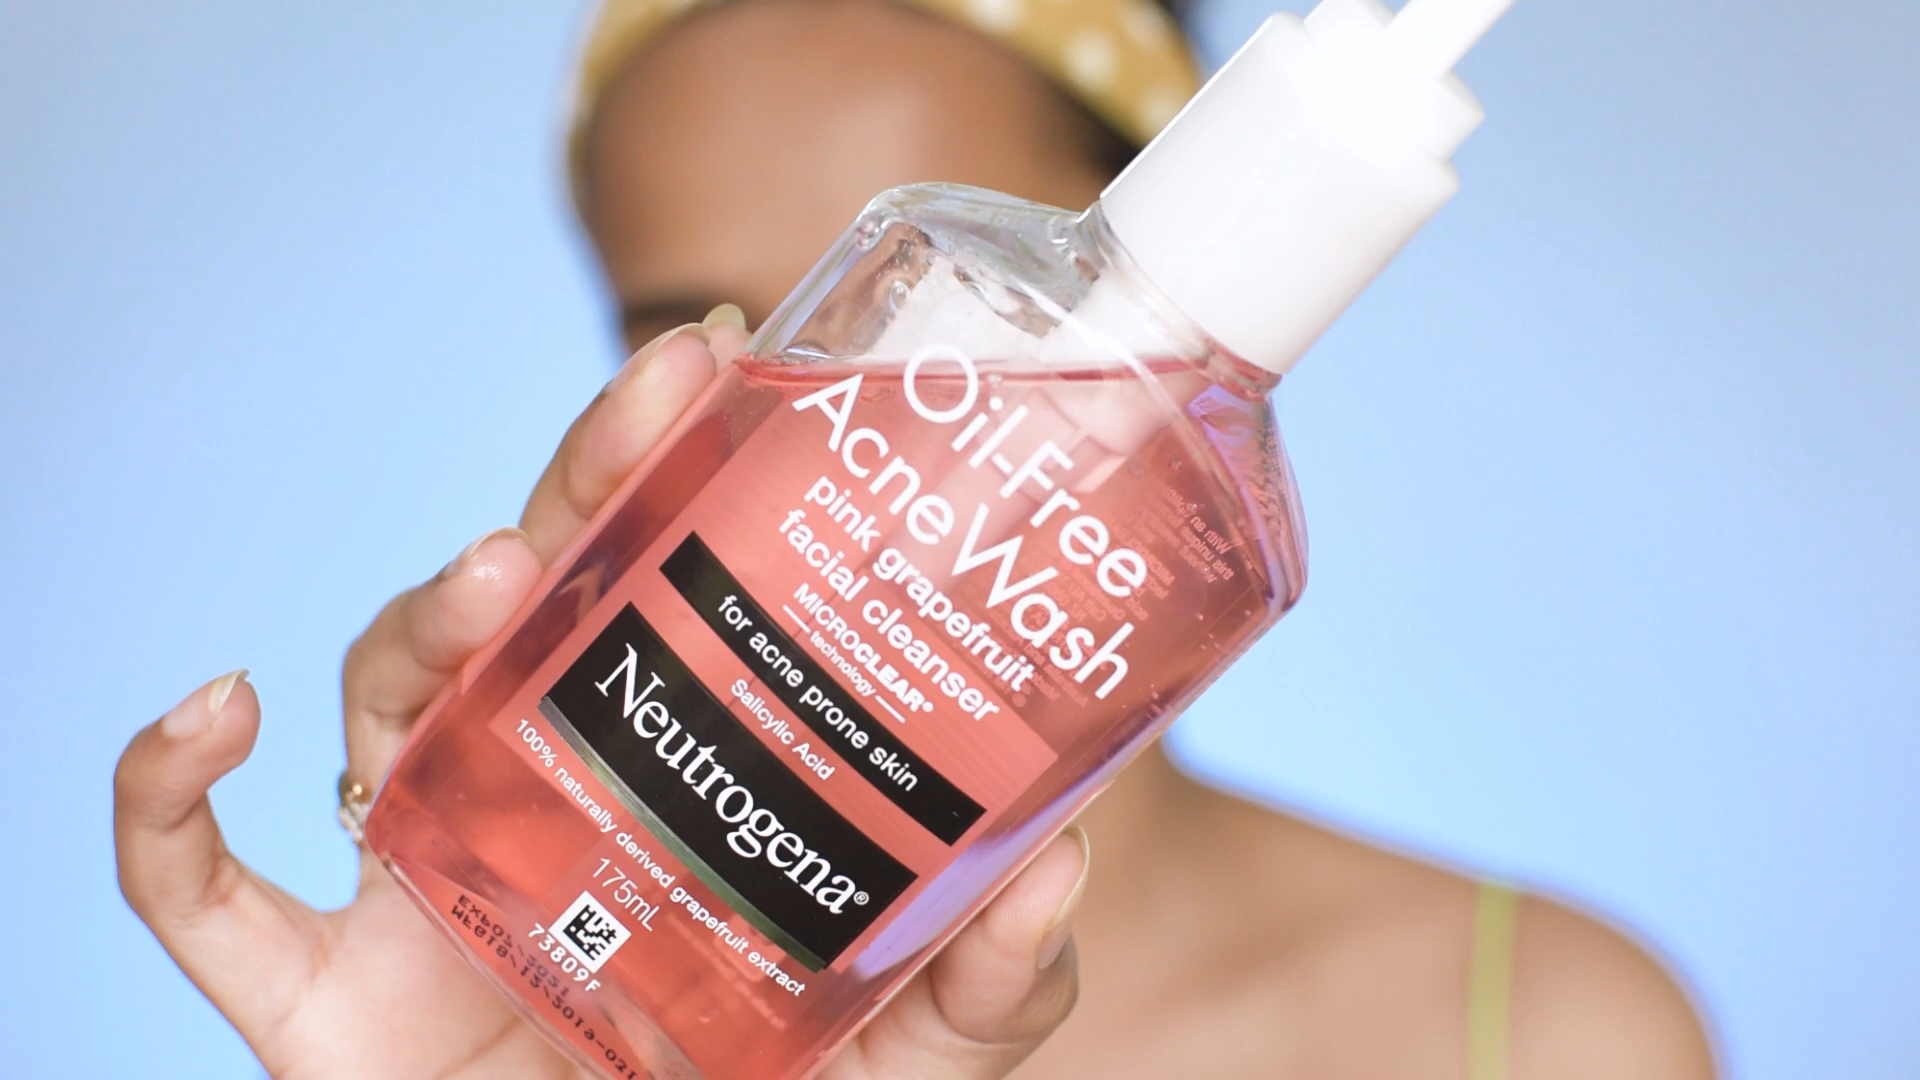 Oil-Free
Acne Wash
pink grapefruit
facial cleanser
MICROCLEAR®
technology
for acne prone skin
Salicylic Acid
Neutrogena®
100% naturally derived grapefruit extract
175mL
73809F